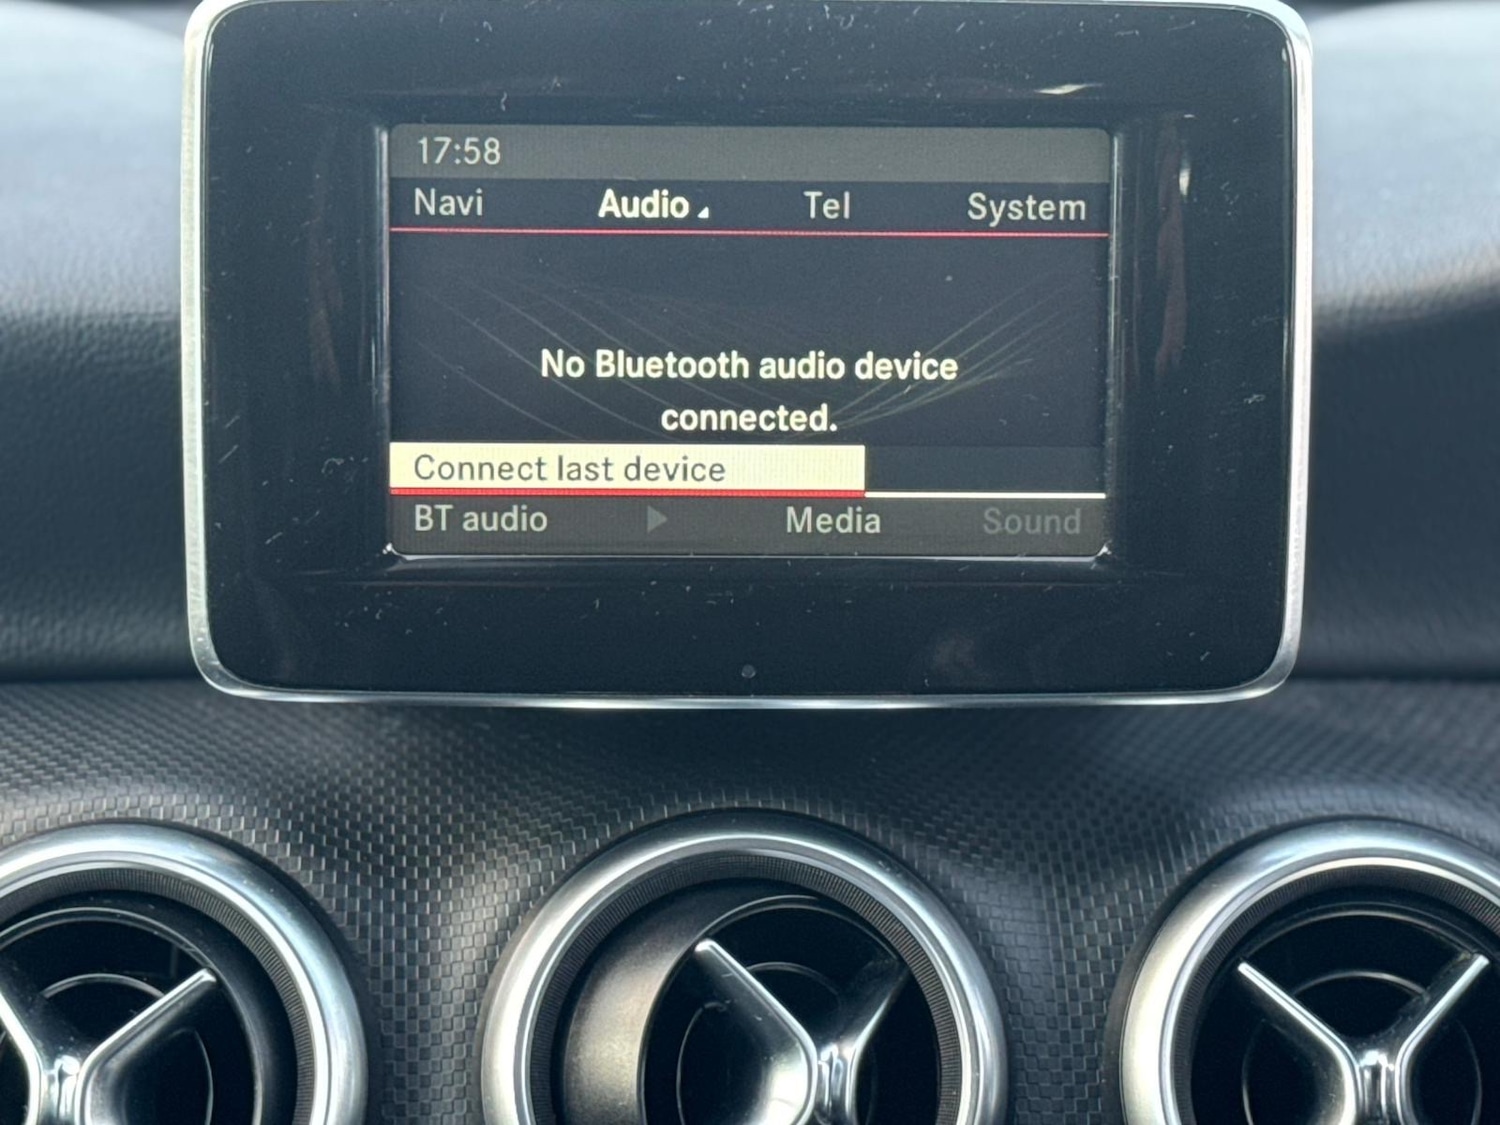 17:58
Navi Audio Tel System
No Bluetooth audio device
connected.
Connect last device
BT audio Media Sound